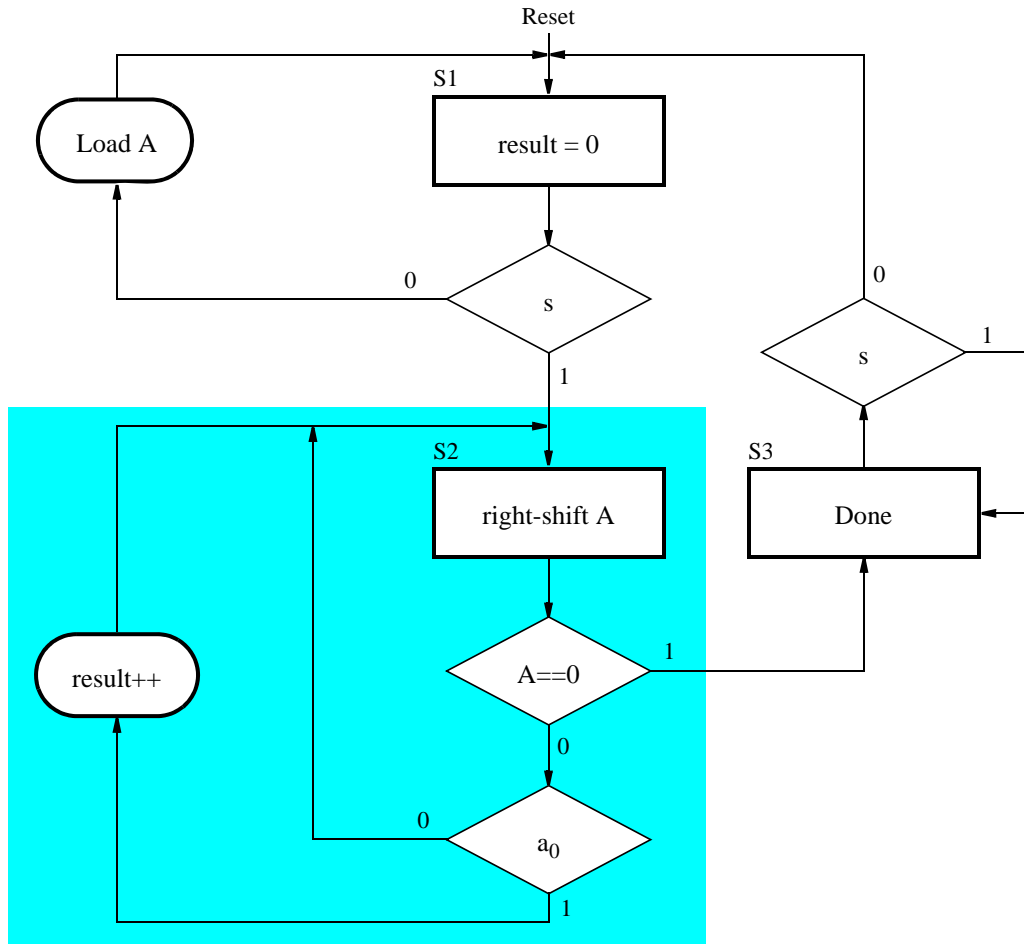 Reset
S1
Load A
result = 0
0
0
s
1
s
1
S2
S3
right-shift A
Done
1
A==0
result++
0
0
a0
1